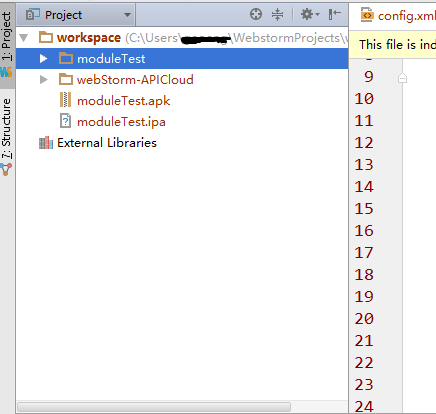 1: Project
7: Structure
Project
workspace (C:\Users\ \WebstormProjects\
moduleTest
webStorm-APICloud
moduleTest.apk
moduleTest.ipa
External Libraries
config.xml
This file is ind
9
10
11
12
13
14
15
16
17
18
19
20
21
22
23
24